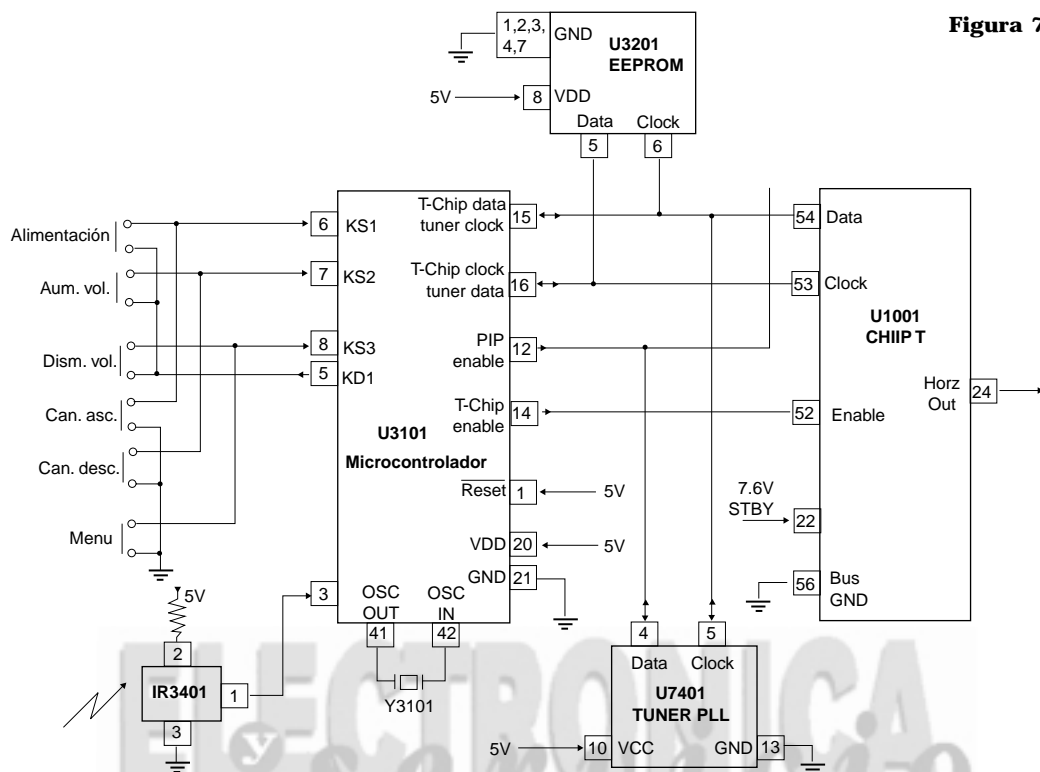 Figura 7
1,2,3,
4,7
GND
U3201
EEPROM
5V
8
VDD
Data
Clock
5
6
Alimentación
Aum. vol.
Dism. vol.
Can. asc.
Can. desc.
Menu
6
KS1
7
KS2
8
KS3
5
KD1
3
T-Chip data
tuner clock
15
T-Chip clock
tuner data
16
PIP
enable
12
T-Chip
enable
14
U3101
Microcontrolador
Reset
1
5V
VDD
20
5V
GND
21
OSC
OUT
OSC
IN
41
42
Y3101
54
Data
53
Clock
U1001
CHIIP T
Horz
Out
24
52
Enable
7.6V
STBY
22
56
Bus
GND
5V
2
IR3401
1
3
4
5
Data
Clock
U7401
TUNER PLL
5V
10
VCC
GND
13
ELECTRONICA
y
servicio